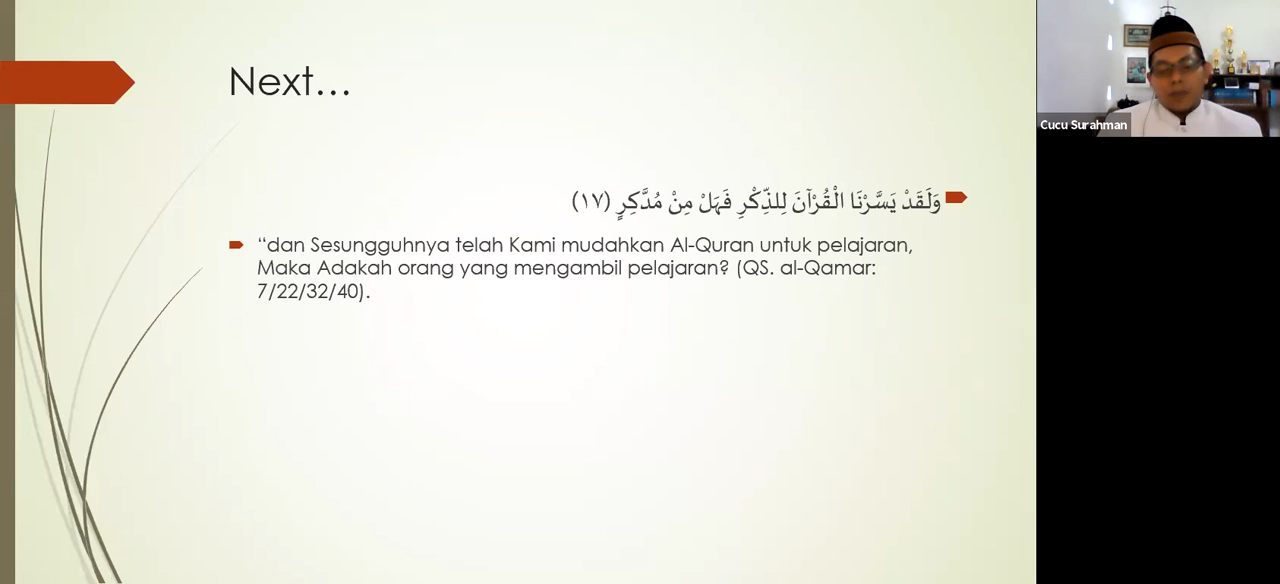 Next...
وَلَقَدْ يَسَّرْنَا الْقُرْآنَ لِلذِّكْرِ فَهَلْ مِنْ مُدَّكِرٍ (١٧)
“dan Sesungguhnya telah Kami mudahkan Al-Quran untuk pelajaran,
Maka Adakah orang yang mengambil pelajaran? (QS. al-Qamar:
7/22/32/40).
Cucu Surahman